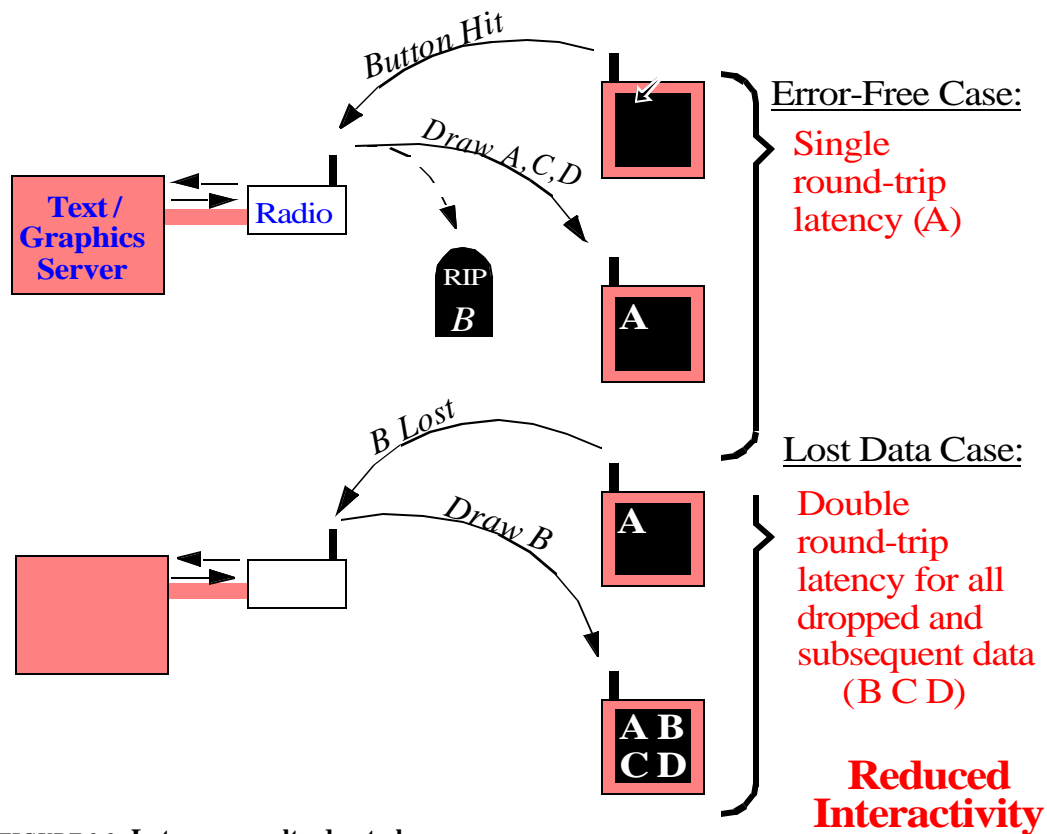 Button Hit
Error-Free Case:
Draw A,C,D
Single
round-trip
latency (A)
Text /
Graphics
Server
Radio
RIP
B
A
B Lost
Lost Data Case:
Draw B
A
Double
round-trip
latency for all
dropped and
subsequent data
(B C D)
A B
C D
Reduced
Interactivity